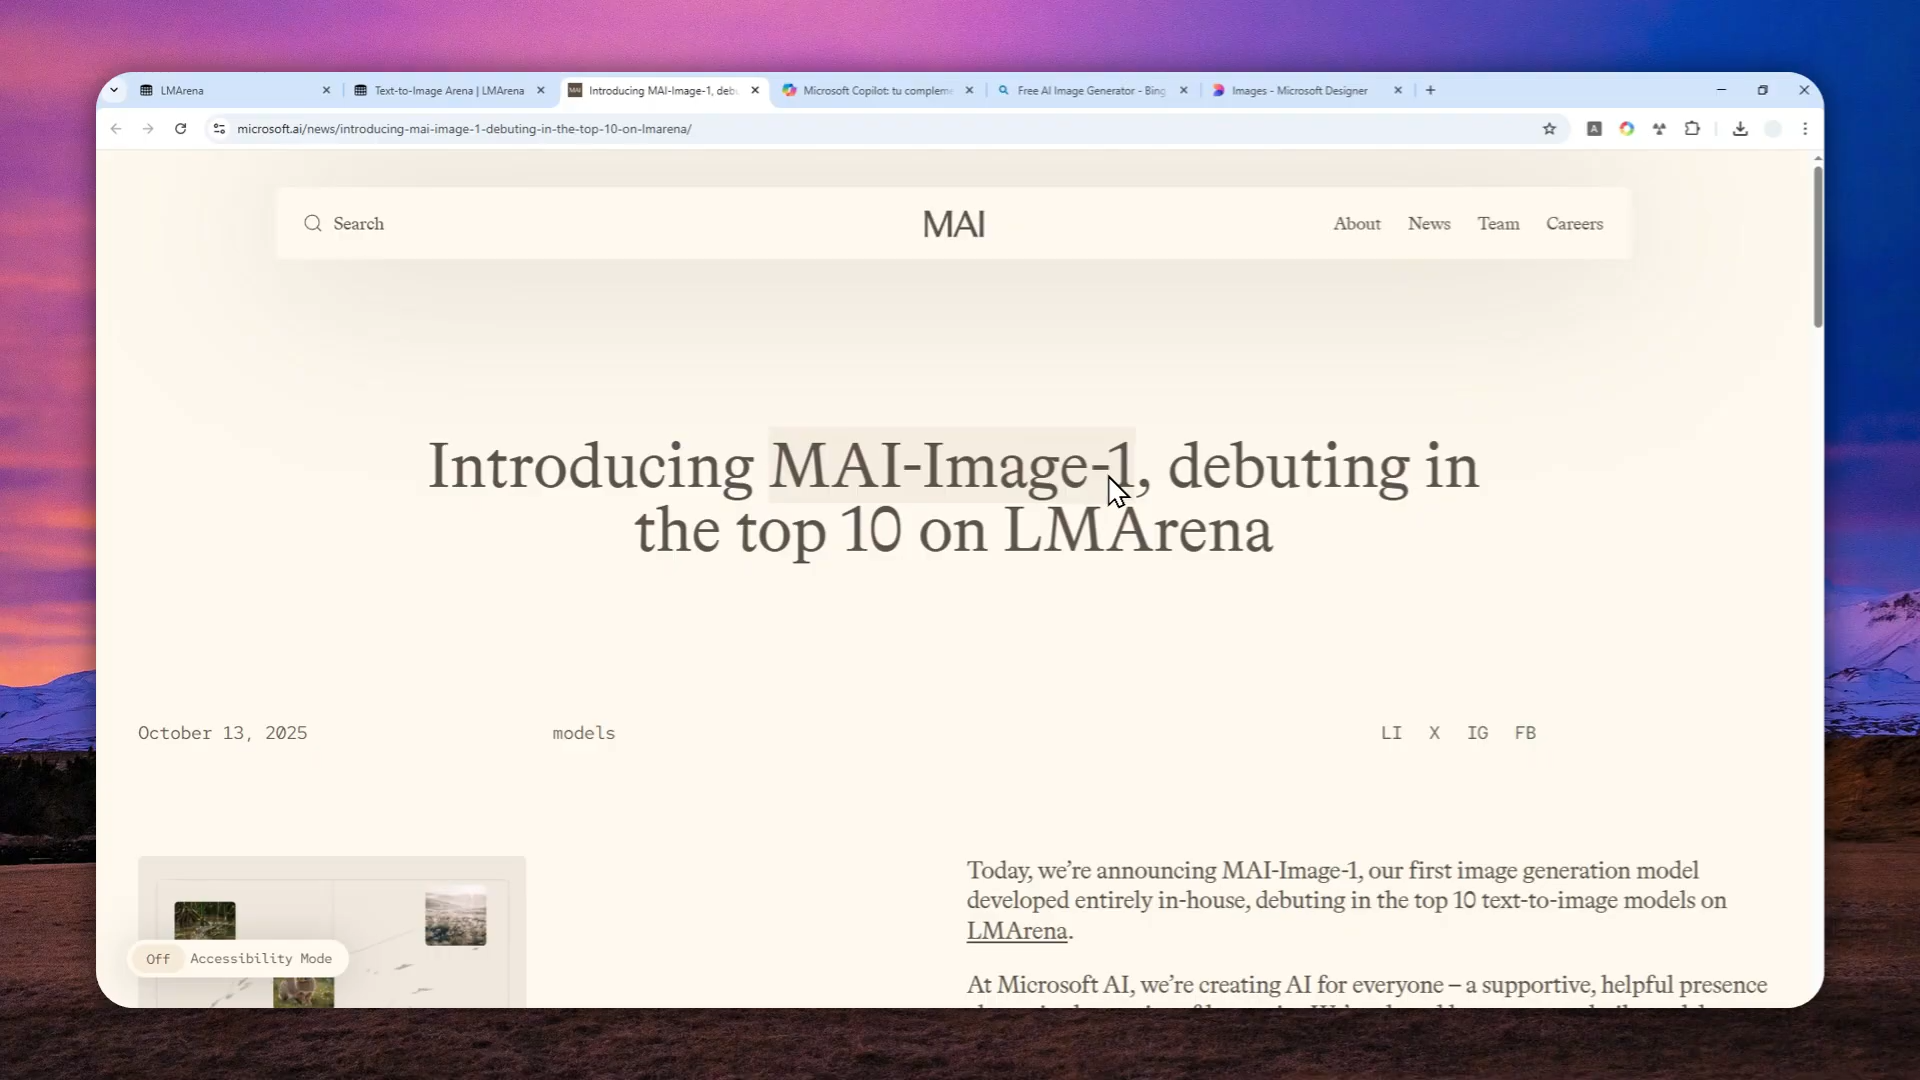 LMArena
Text-to-Image Arena | LMArena
Introducing MAI-Image-1, deb
Microsoft Copilot: tu complem
Free AI Image Generator - Bing
Images - Microsoft Designer
microsoft.ai/news/introducing-mai-image-1-debuting-in-the-top-10-on-lmarena/
Search
MAI
About News Team Careers
Introducing MAI-Image-1, debuting in
the top 10 on LMArena
October 13, 2025
models
LI X IG FB
Today, we're announcing MAI-Image-1, our first image generation model
developed entirely in-house, debuting in the top 10 text-to-image models on
LMArena.
Off Accessibility Mode
At Microsoft AI, we're creating AI for everyone – a supportive, helpful presence